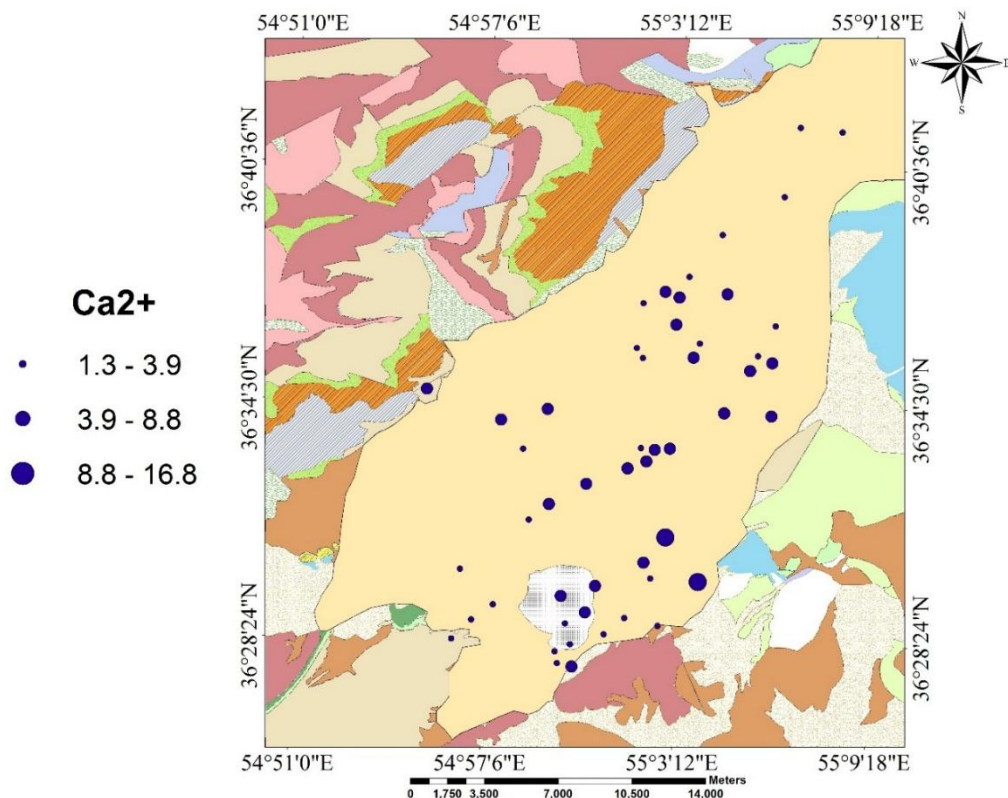 54°51'0"E 54°57'6"E 55°3'12"E 55°9'18"E
N
W E
S
36°40'36"N 36°40'36"N
Ca2+
1.3 - 3.9
3.9 - 8.8
8.8 - 16.8
36°34'30"N 36°34'30"N
36°28'24"N 36°28'24"N
54°51'0"E 54°57'6"E 55°3'12"E 55°9'18"E
Meters
0 1.750 3.500 7.000 10.500 14.000